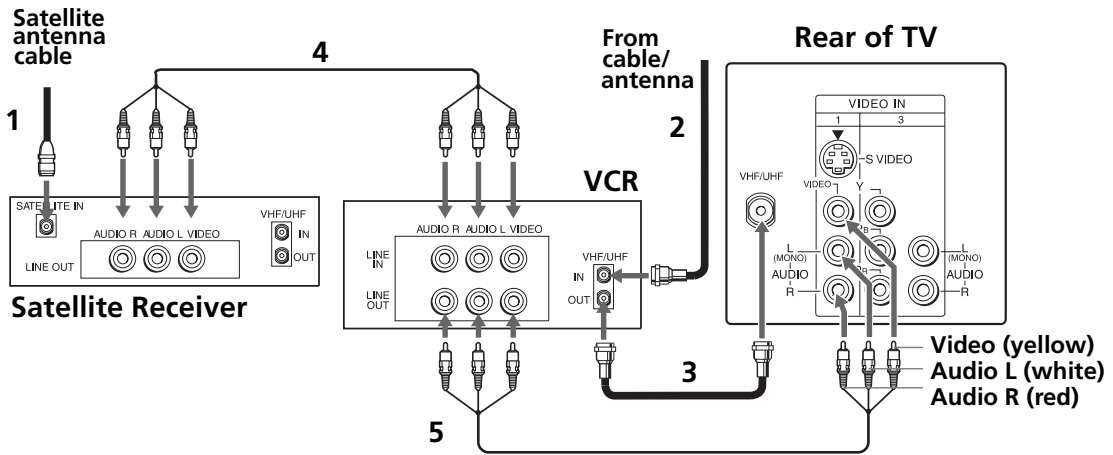 Satellite
antenna
cable
1
4
From
cable/
antenna
2
Rear of TV
VIDEO IN
1 3
S VIDEO
VHF/UHF
VIDEO
Y
L
(MONO)
AUDIO
R
L
(MONO)
AUDIO
R
SATELLITE IN
VHF/UHF
IN
OUT
AUDIO R AUDIO L VIDEO
LINE OUT
Satellite Receiver
VCR
AUDIO R AUDIO L VIDEO
LINE
IN
LINE
OUT
VHF/UHF
IN
OUT
3
5
Video (yellow)
Audio L (white)
Audio R (red)